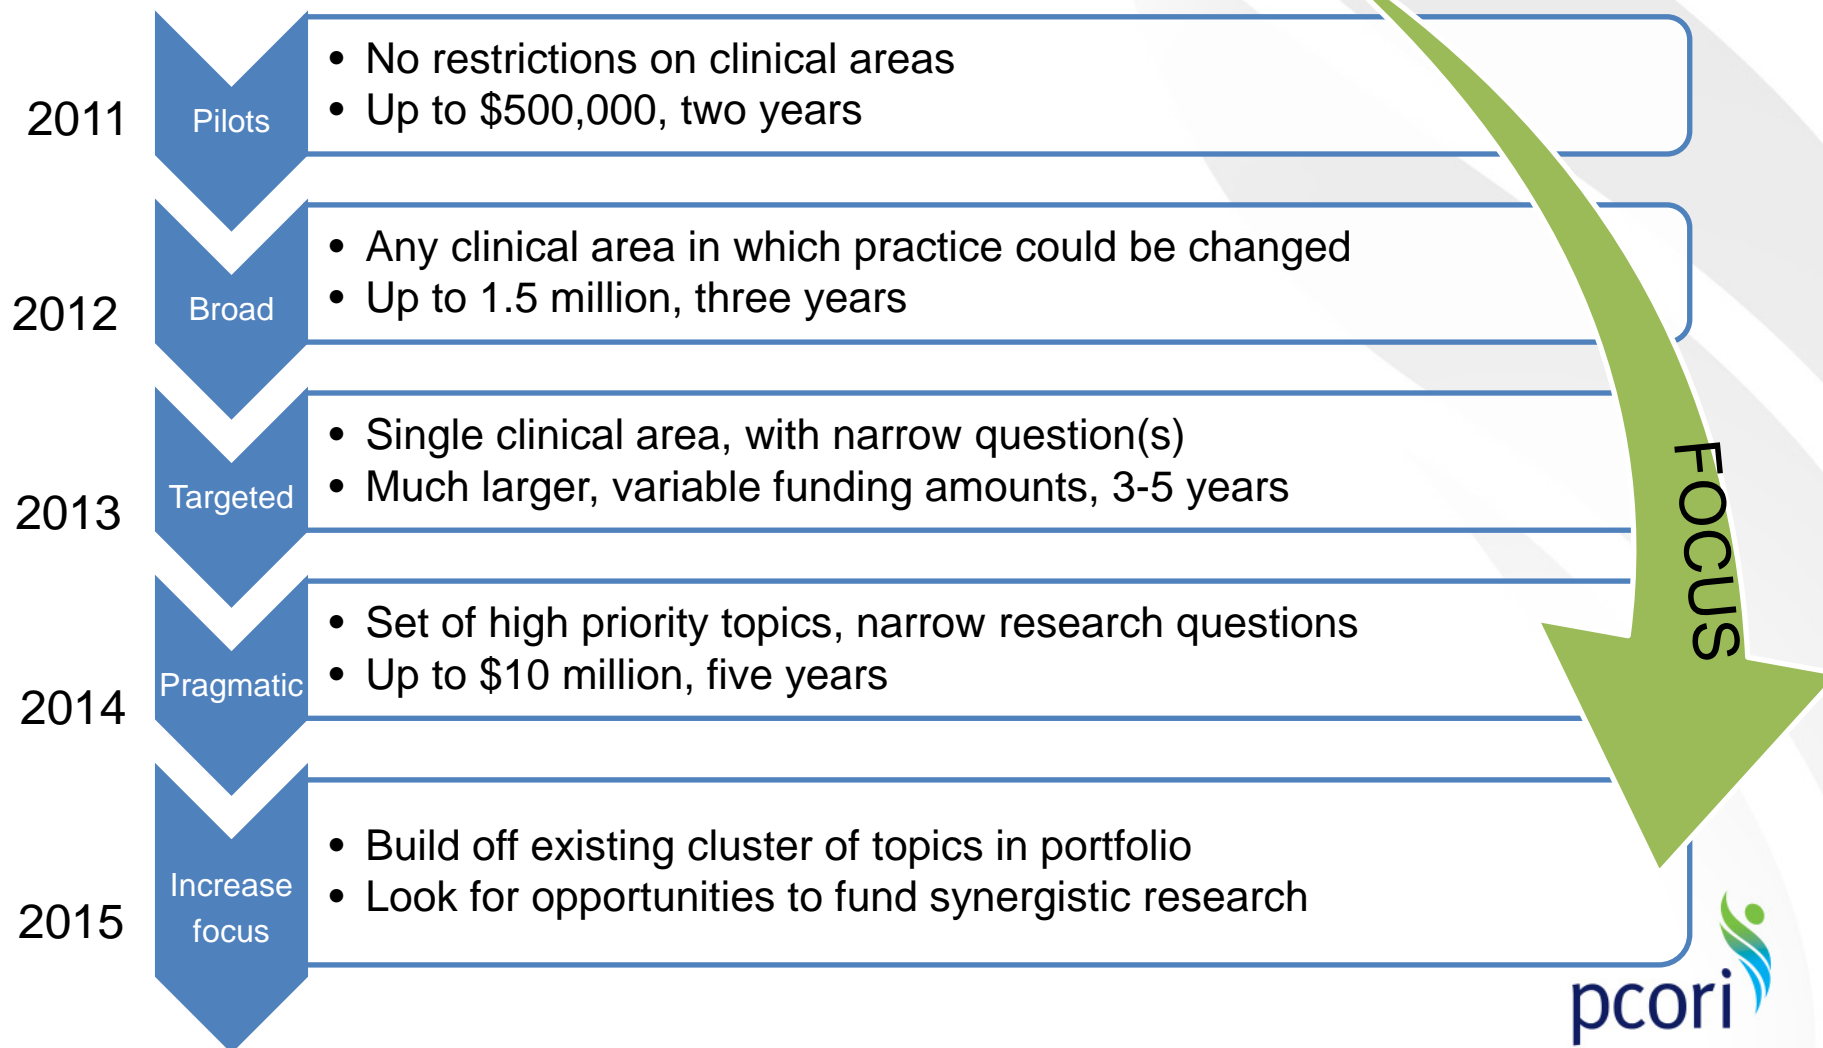 2011
Pilots
• No restrictions on clinical areas
• Up to $500,000, two years
2012
Broad
• Any clinical area in which practice could be changed
• Up to 1.5 million, three years
2013
Targeted
• Single clinical area, with narrow question(s)
• Much larger, variable funding amounts, 3-5 years
2014
Pragmatic
• Set of high priority topics, narrow research questions
• Up to $10 million, five years
2015
Increase
focus
• Build off existing cluster of topics in portfolio
• Look for opportunities to fund synergistic research
FOCUS
pcori